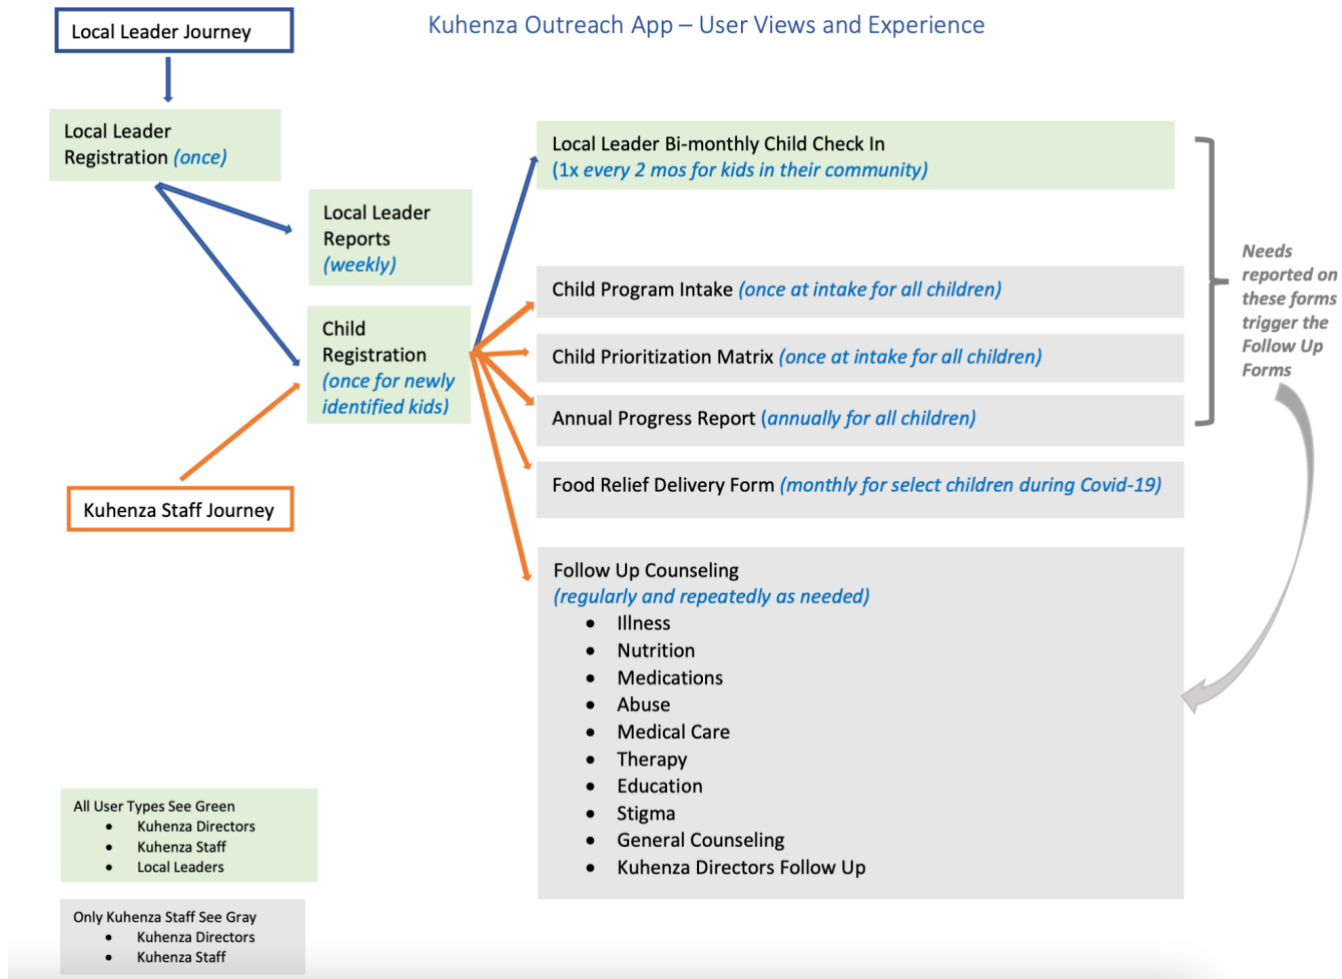 Kuhenza Outreach App – User Views and Experience
Local Leader Journey
Local Leader
Registration (once)
Local Leader
Reports
(weekly)
Child
Registration
(once for newly
identified kids)
Kuhenza Staff Journey
Local Leader Bi-monthly Child Check In
(1x every 2 mos for kids in their community)
Child Program Intake (once at intake for all children)
Child Prioritization Matrix (once at intake for all children)
Annual Progress Report (annually for all children)
Food Relief Delivery Form (monthly for select children during Covid-19)
Follow Up Counseling
(regularly and repeatedly as needed)
• Illness
• Nutrition
• Medications
• Abuse
• Medical Care
• Therapy
• Education
• Stigma
• General Counseling
• Kuhenza Directors Follow Up
Needs
reported on
these forms
trigger the
Follow Up
Forms
All User Types See Green
• Kuhenza Directors
• Kuhenza Staff
• Local Leaders
Only Kuhenza Staff See Gray
• Kuhenza Directors
• Kuhenza Staff